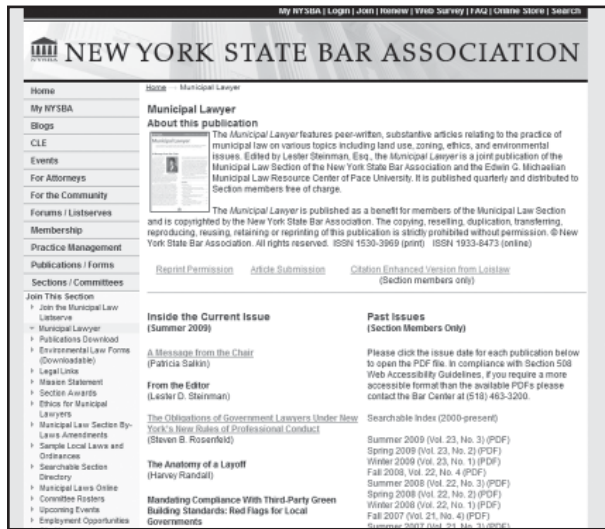 My NYSBA | Login | Join | Renew | Web Survey | FAQ | Online Store | Search
NYSBA
NEW YORK STATE BAR ASSOCIATION
Home
My NYSBA
Blogs
CLE
Events
For Attorneys
For the Community
Forums / Listserves
Membership
Practice Management
Publications / Forms
Sections / Committees
Join This Section
Join the Municipal Law
Listserve
Municipal Lawyer
Publications Download
Environmental Law Forms
(Downloadable)
Legal Links
Mission Statement
Section Awards
Ethics for Municipal
Lawyers
Municipal Law Section By-
Laws Amendments
Sample Local Laws and
Ordinances
Searchable Section
Directory
Municipal Laws Online
Committee Rosters
Upcoming Events
Employment Opportunities
Home → Municipal Lawyer
Municipal Lawyer
About this publication
The Municipal Lawyer features peer-written, substantive articles relating to the practice of
municipal law on various topics including land use, zoning, ethics, and environmental
issues. Edited by Lester Steinman, Esq., the Municipal Lawyer is a joint publication of the
Municipal Law Section of the New York State Bar Association and the Edwin G. Michaelian
Municipal Law Resource Center of Pace University. It is published quarterly and distributed to
Section members free of charge.
The Municipal Lawyer is published as a benefit for members of the Municipal Law Section
and is copyrighted by the New York State Bar Association. The copying, reselling, duplication, transferring,
reproducing, reusing, retaining or reprinting of this publication is strictly prohibited without permission. © New
York State Bar Association. All rights reserved. ISSN 1530-3969 (print) ISSN 1933-8473 (online)
Reprint Permission Article Submission Citation Enhanced Version from Loislaw
(Section members only)
Inside the Current Issue
(Summer 2009)
A Message from the Chair
(Patricia Salkin)
From the Editor
(Lester D. Steinman)
The Obligations of Government Lawyers Under New
York's New Rules of Professional Conduct
(Steven B. Rosenfeld)
The Anatomy of a Layoff
(Harvey Randall)
Mandating Compliance With Third-Party Green
Building Standards: Red Flags for Local
Governments
Past Issues
(Section Members Only)
Please click the issue date for each publication below
to open the PDF file. In compliance with Section 508
Web Accessibility Guidelines, if you require a more
accessible format than the available PDFs please
contact the Bar Center at (518) 463-3200.
Searchable Index (2000-present)
Summer 2009 (Vol. 23, No. 3) (PDF)
Spring 2009 (Vol. 23, No. 2) (PDF)
Winter 2009 (Vol. 23, No. 1) (PDF)
Fall 2008, Vol. 22, No. 4 (PDF)
Summer 2008 (Vol. 22, No. 3) (PDF)
Spring 2008 (Vol. 22, No. 2) (PDF)
Winter 2008 (Vol. 22, No. 1) (PDF)
Fall 2007 (Vol. 21, No. 4) (PDF)
Summer 2007 (Vol. 21, No. 3) (PDF)